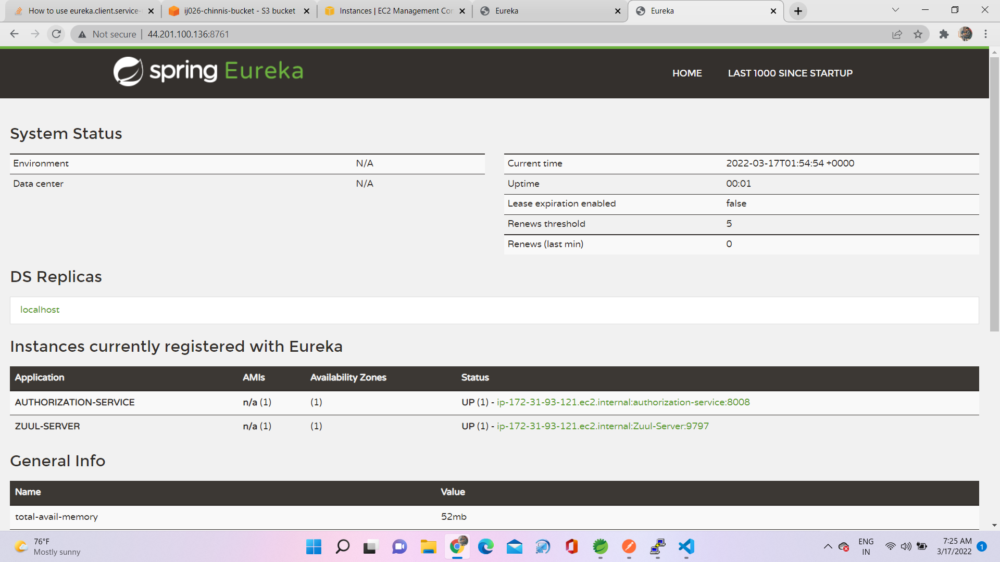 How to use eureka.client.service-
ij026-chinnis-bucket - S3 bucket
Instances | EC2 Management Con
Eureka
Eureka
Not secure
44.201.100.136:8761
spring Eureka
HOME
LAST 1000 SINCE STARTUP
System Status
Environment N/A
Data center N/A
Current time 2022-03-17T01:54:54 +0000
Uptime 00:01
Lease expiration enabled false
Renews threshold 5
Renews (last min) 0
DS Replicas
localhost
Instances currently registered with Eureka
Application AMIs Availability Zones Status
AUTHORIZATION-SERVICE n/a (1) (1) UP (1) - ip-172-31-93-121.ec2.internal:authorization-service:8008
ZUUL-SERVER n/a (1) (1) UP (1) - ip-172-31-93-121.ec2.internal:Zuul-Server:9797
General Info
Name Value
total-avail-memory 52mb
76°F
Mostly sunny
ENG
IN
7:25 AM
3/17/2022
1